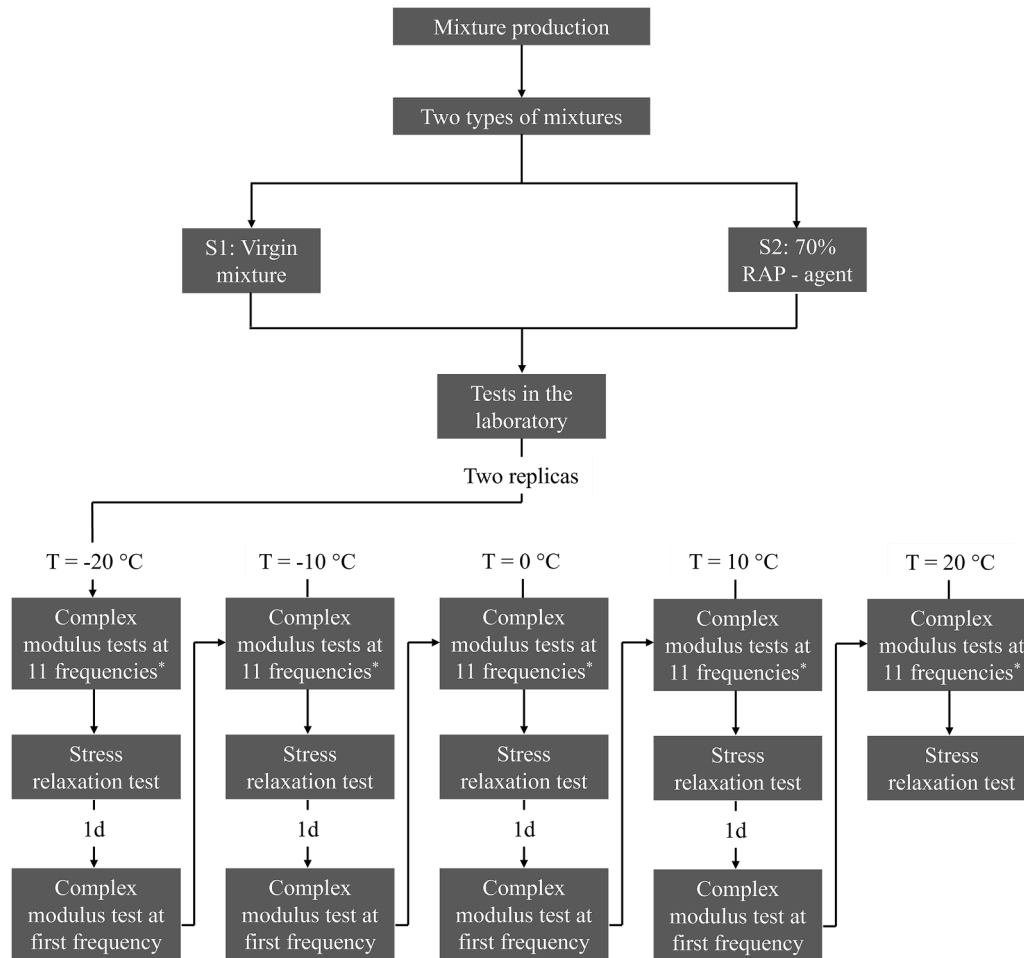 Mixture production
Two types of mixtures
S1: Virgin
mixture
S2: 70%
RAP - agent
Tests in the
laboratory
Two replicas
T = -20 °C
T = -10 °C
T = 0 °C
T = 10 °C
T = 20 °C
Complex
modulus tests at
11 frequencies*
Complex
modulus tests at
11 frequencies*
Complex
modulus tests at
11 frequencies*
Complex
modulus tests at
11 frequencies*
Complex
modulus tests at
11 frequencies*
Stress
relaxation test
Stress
relaxation test
Stress
relaxation test
Stress
relaxation test
Stress
relaxation test
1d
1d
1d
1d
Complex
modulus test at
first frequency
Complex
modulus test at
first frequency
Complex
modulus test at
first frequency
Complex
modulus test at
first frequency